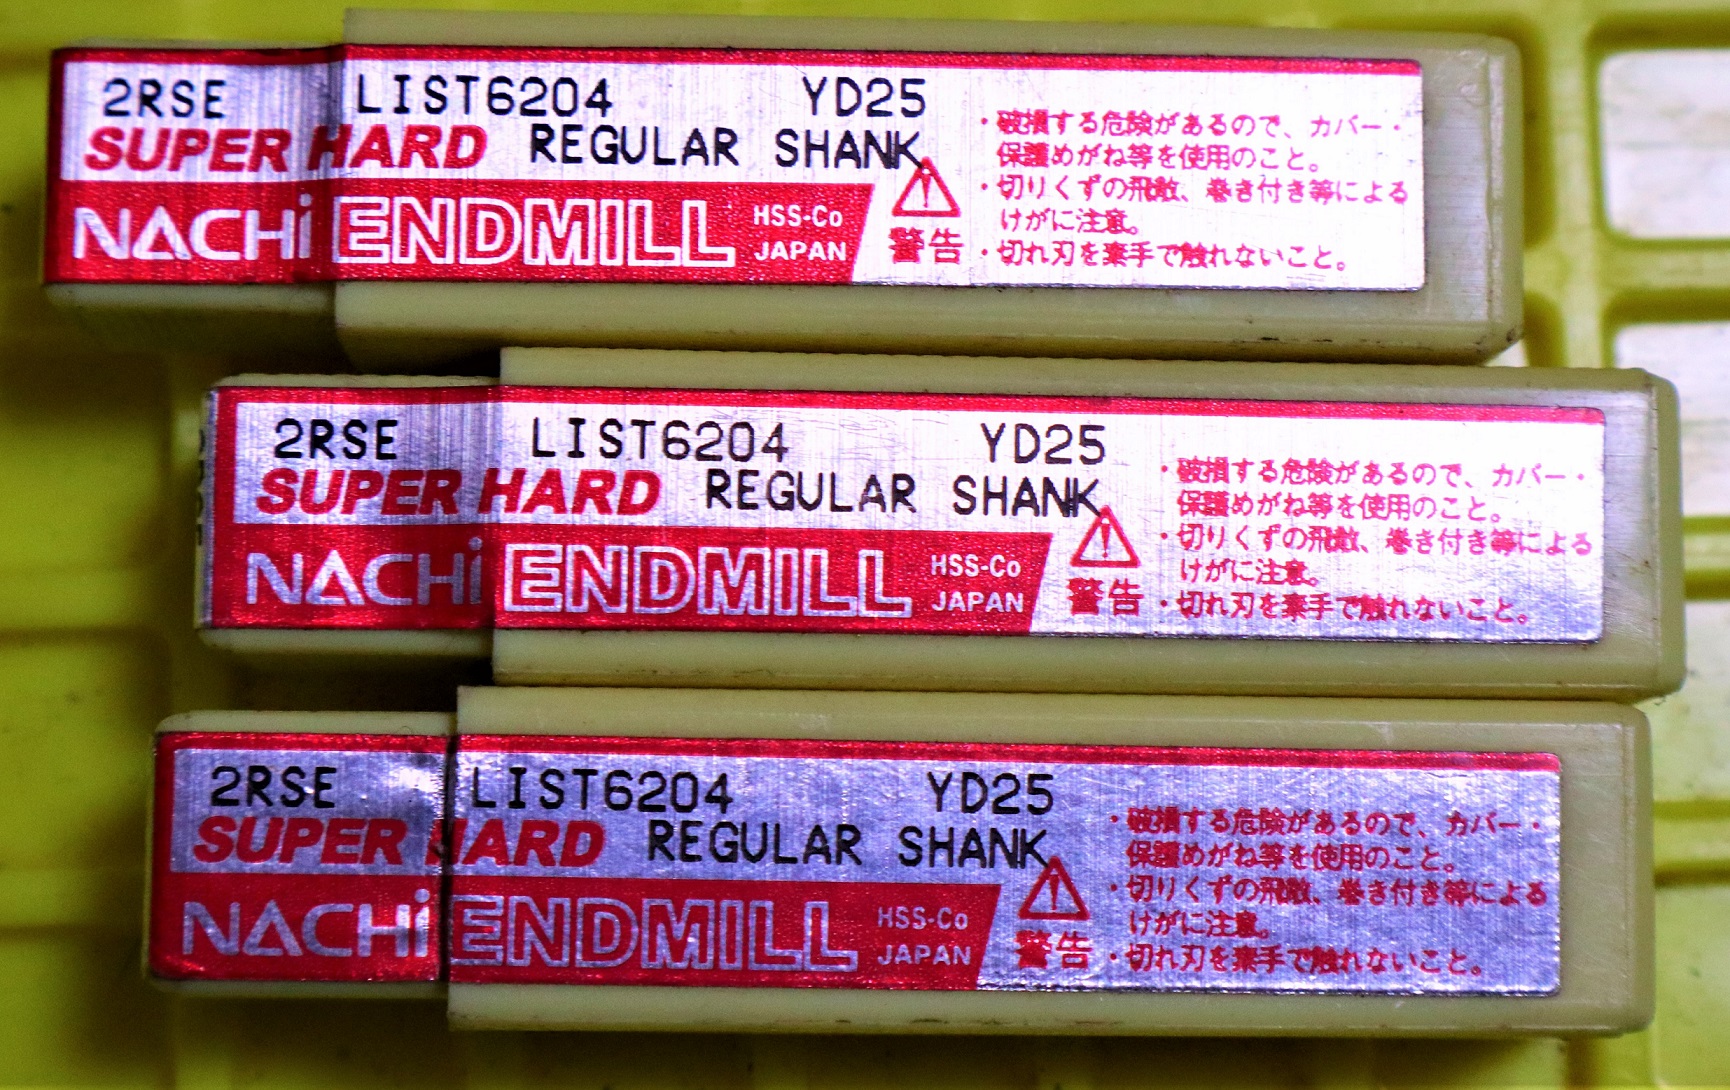 2RSE LIST6204 YD25
SUPER HARD REGULAR SHANK
NACHi ENDMILL HSS-Co
JAPAN
警告
・破損する危険があるので、カバー・
保護めがね等を使用のこと。
・切りくずの飛散、巻き付き等による
けがに注意。
・切れ刃を素手で触れないこと。
2RSE LIST6204 YD25
SUPER HARD REGULAR SHANK
NACHi ENDMILL HSS-Co
JAPAN
警告
・破損する危険があるので、カバー・
保護めがね等を使用のこと。
・切りくずの飛散、巻き付き等による
けがに注意。
・切れ刃を素手で触れないこと。
2RSE LIST6204 YD25
SUPER HARD REGULAR SHANK
NACHi ENDMILL HSS-Co
JAPAN
警告
・破損する危険があるので、カバー・
保護めがね等を使用のこと。
・切りくずの飛散、巻き付き等による
けがに注意。
・切れ刃を素手で触れないこと。